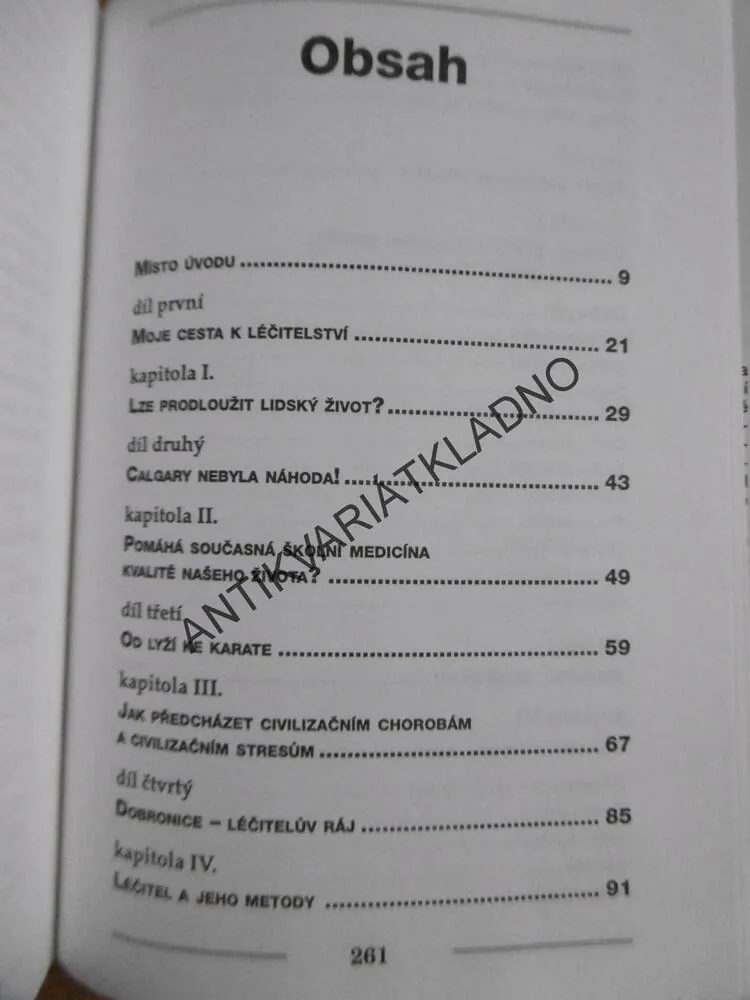 Obsah
Místo úvodu ........ 9
díl první
Moje cesta k léčitelství ........ 21
kapitola I.
Lze prodloužit lidský život? ........ 29
díl druhý
Calgary nebyla náhoda! ........ 43
kapitola II.
Pomáhá současná školní medicína
kvalitě našeho života? ........ 49
díl třetí
Od lyží ke karate ........ 59
kapitola III.
Jak předcházet civilizačním chorobám
a civilizačním stresům ........ 67
díl čtvrtý
Dobronice – léčitelův ráj ........ 85
kapitola IV.
Léčitel a jeho metody ........ 91
261
ANTIKVARIATKLADNO